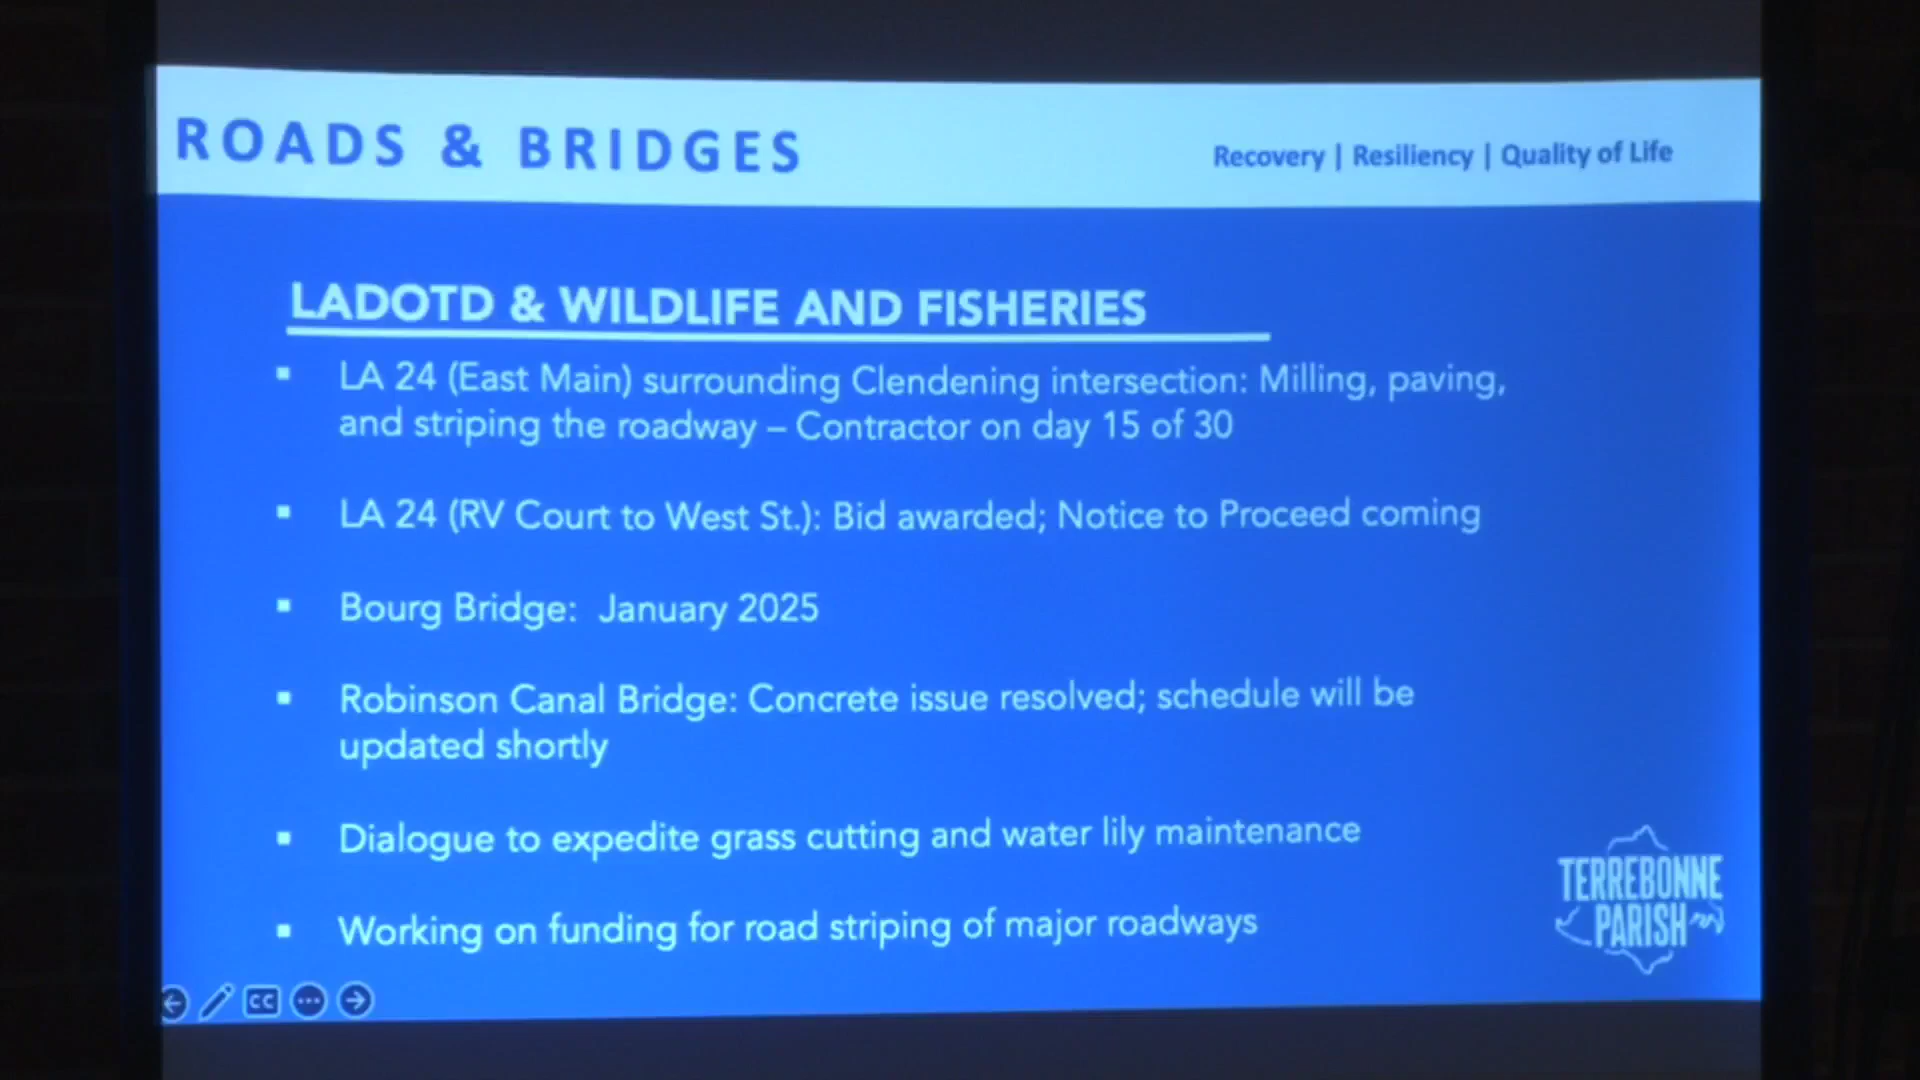 ROADS & BRIDGES
Recovery | Resiliency | Quality of Life
LADOTD & WILDLIFE AND FISHERIES
▪ LA 24 (East Main) surrounding Clendening intersection: Milling, paving,
and striping the roadway – Contractor on day 15 of 30
▪ LA 24 (RV Court to West St.): Bid awarded; Notice to Proceed coming
▪ Bourg Bridge: January 2025
▪ Robinson Canal Bridge: Concrete issue resolved; schedule will be
updated shortly
▪ Dialogue to expedite grass cutting and water lily maintenance
▪ Working on funding for road striping of major roadways
TERREBONNE
PARISH
CC